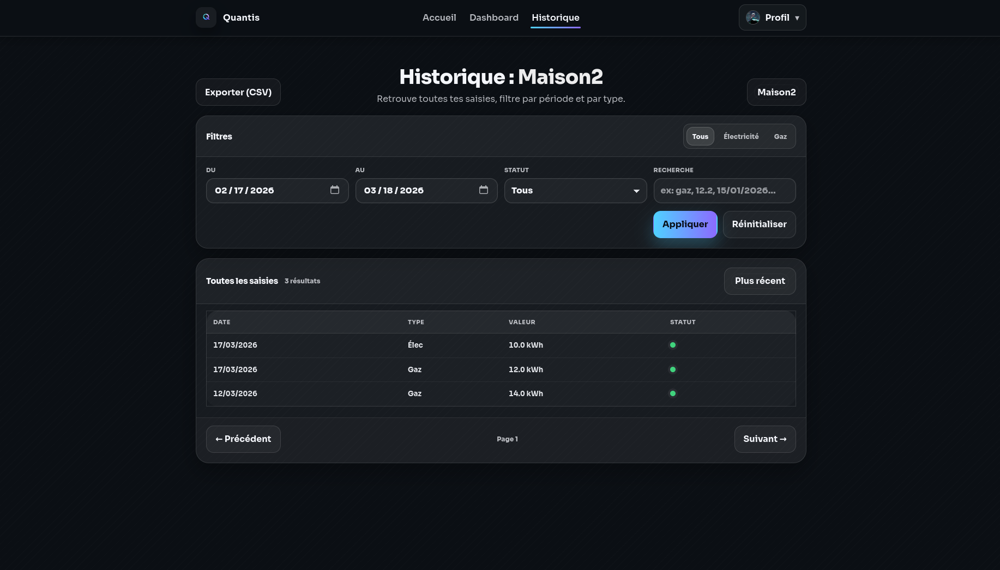 Quantis
Accueil Dashboard Historique
Profil ▾
Exporter (CSV)
Historique : Maison2
Retrouve toutes tes saisies, filtre par période et par type.
Maison2
Filtres
Tous Électricité Gaz
DU AU STATUT RECHERCHE
02 / 17 / 2026 03 / 18 / 2026 Tous ex: gaz, 12.2, 15/01/2026...
Appliquer Réinitialiser
Toutes les saisies 3 résultats
Plus récent
DATE TYPE VALEUR STATUT
17/03/2026 Élec 10.0 kWh
17/03/2026 Gaz 12.0 kWh
12/03/2026 Gaz 14.0 kWh
← Précédent Page 1 Suivant →